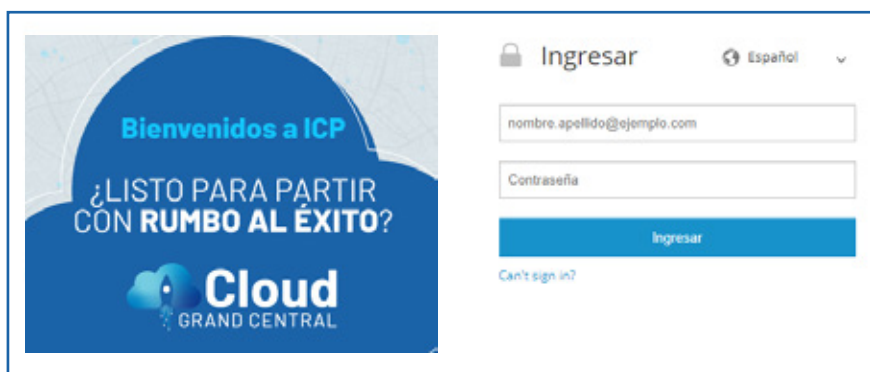 Bienvenidos a ICP
¿LISTO PARA PARTIR
CON RUMBO AL ÉXITO?
Cloud
GRAND CENTRAL
Ingresar
Español
nombre.apellido@ejemplo.com
Contraseña
Ingresar
Can't sign in?